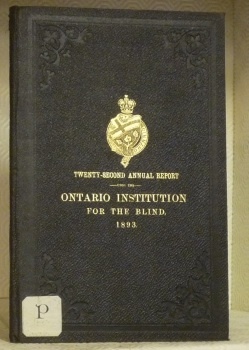 TWENTY-SECOND ANNUAL REPORT
ONTARIO INSTITUTION
FOR THE BLIND.
1893.
P